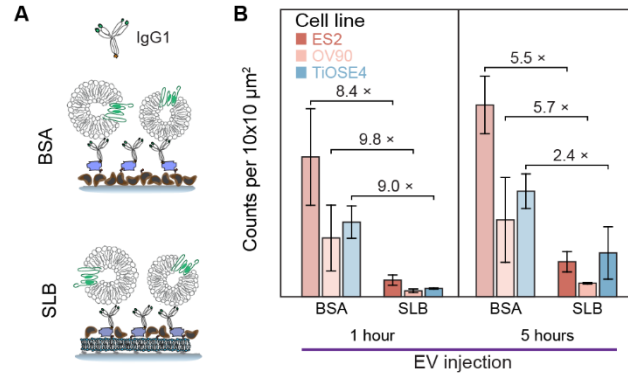 A
IgG1
BSA
SLB
B
Cell line
ES2
OV90
TiOSE4
Counts per 10x10 µm²
8.4 ×
9.8 ×
9.0 ×
5.5 ×
5.7 ×
2.4 ×
BSA SLB BSA SLB
1 hour 5 hours
EV injection